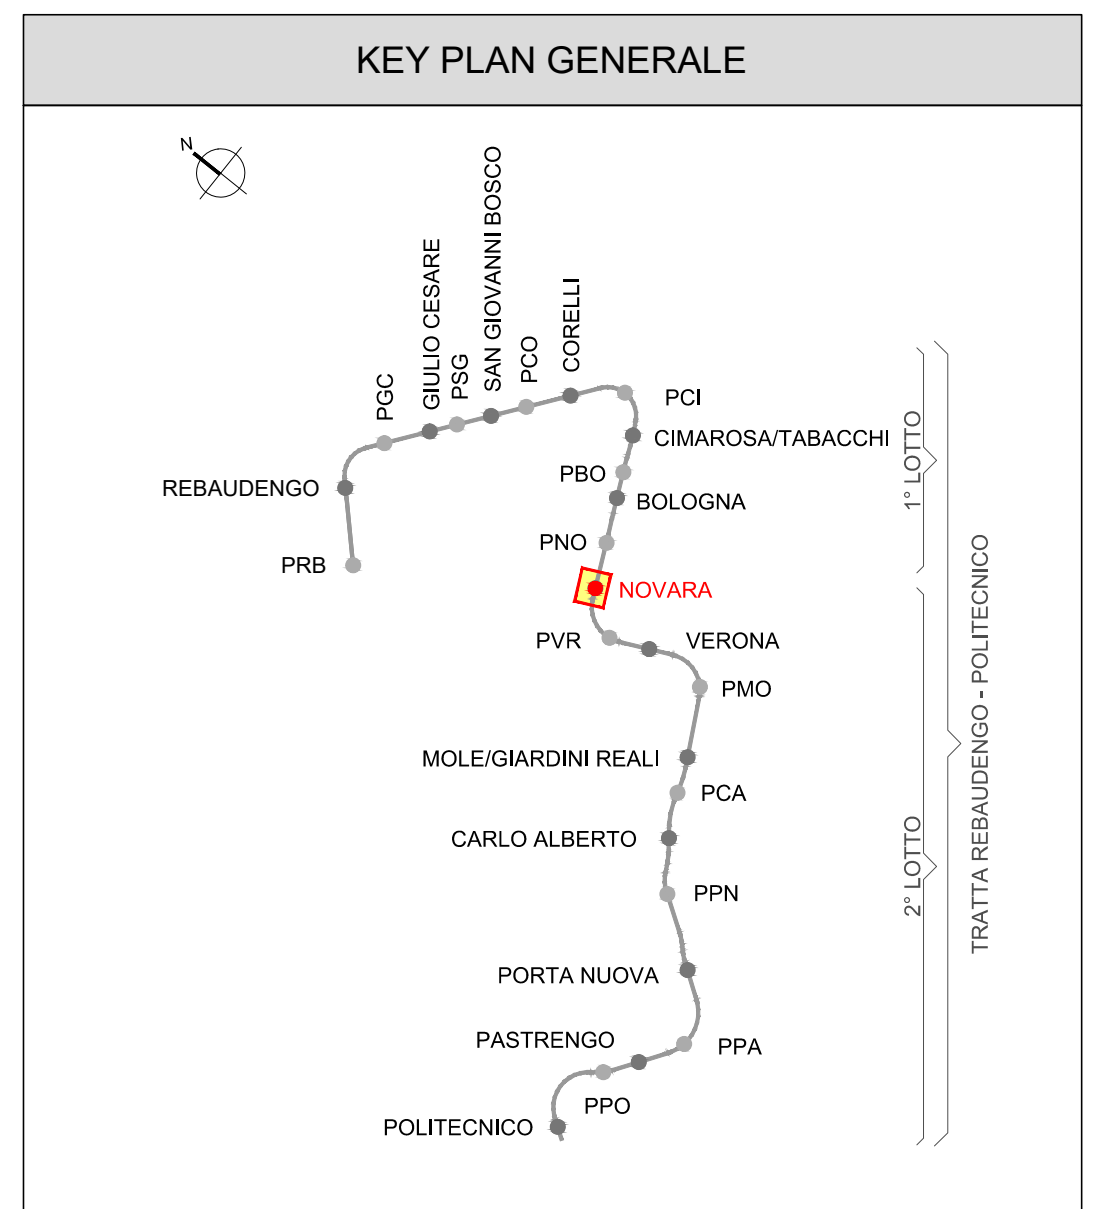 KEY PLAN GENERALE
N
PGC
GIULIO CESARE
PSG
SAN GIOVANNI BOSCO
PCO
CORELLI
PCI
CIMAROSA/TABACCHI
PBO
REBAUDENGO
BOLOGNA
PNO
PRB
NOVARA
PVR
VERONA
PMO
MOLE/GIARDINI REALI
PCA
CARLO ALBERTO
PPN
PORTA NUOVA
PASTRENGO
PPA
PPO
POLITECNICO
1° LOTTO
2° LOTTO
TRATTA REBAUDENGO - POLITECNICO